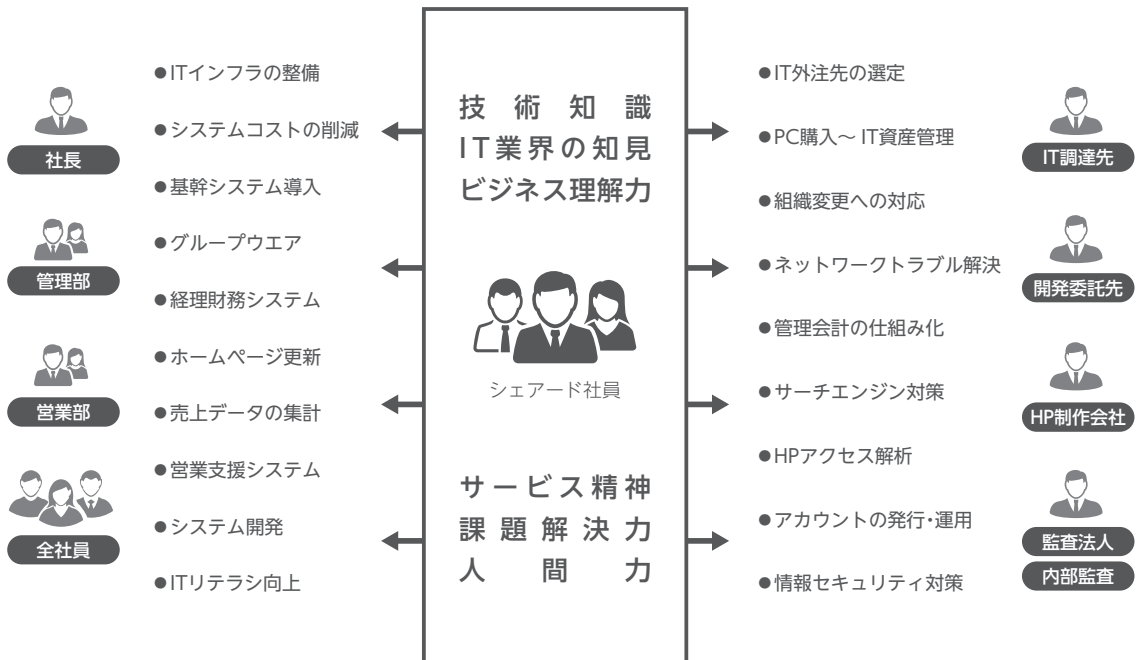 社長
管理部
営業部
全社員
●ITインフラの整備
●システムコストの削減
●基幹システム導入
●グループウエア
●経理財務システム
●ホームページ更新
●売上データの集計
●営業支援システム
●システム開発
●ITリテラシ向上
技術知識
IT業界の知見
ビジネス理解力
シェアード社員
サービス精神
課題解決力
人間力
●IT外注先の選定
●PC購入～IT資産管理
●組織変更への対応
●ネットワークトラブル解決
●管理会計の仕組み化
●サーチエンジン対策
●HPアクセス解析
●アカウントの発行・運用
●情報セキュリティ対策
IT調達先
開発委託先
HP制作会社
監査法人
内部監査